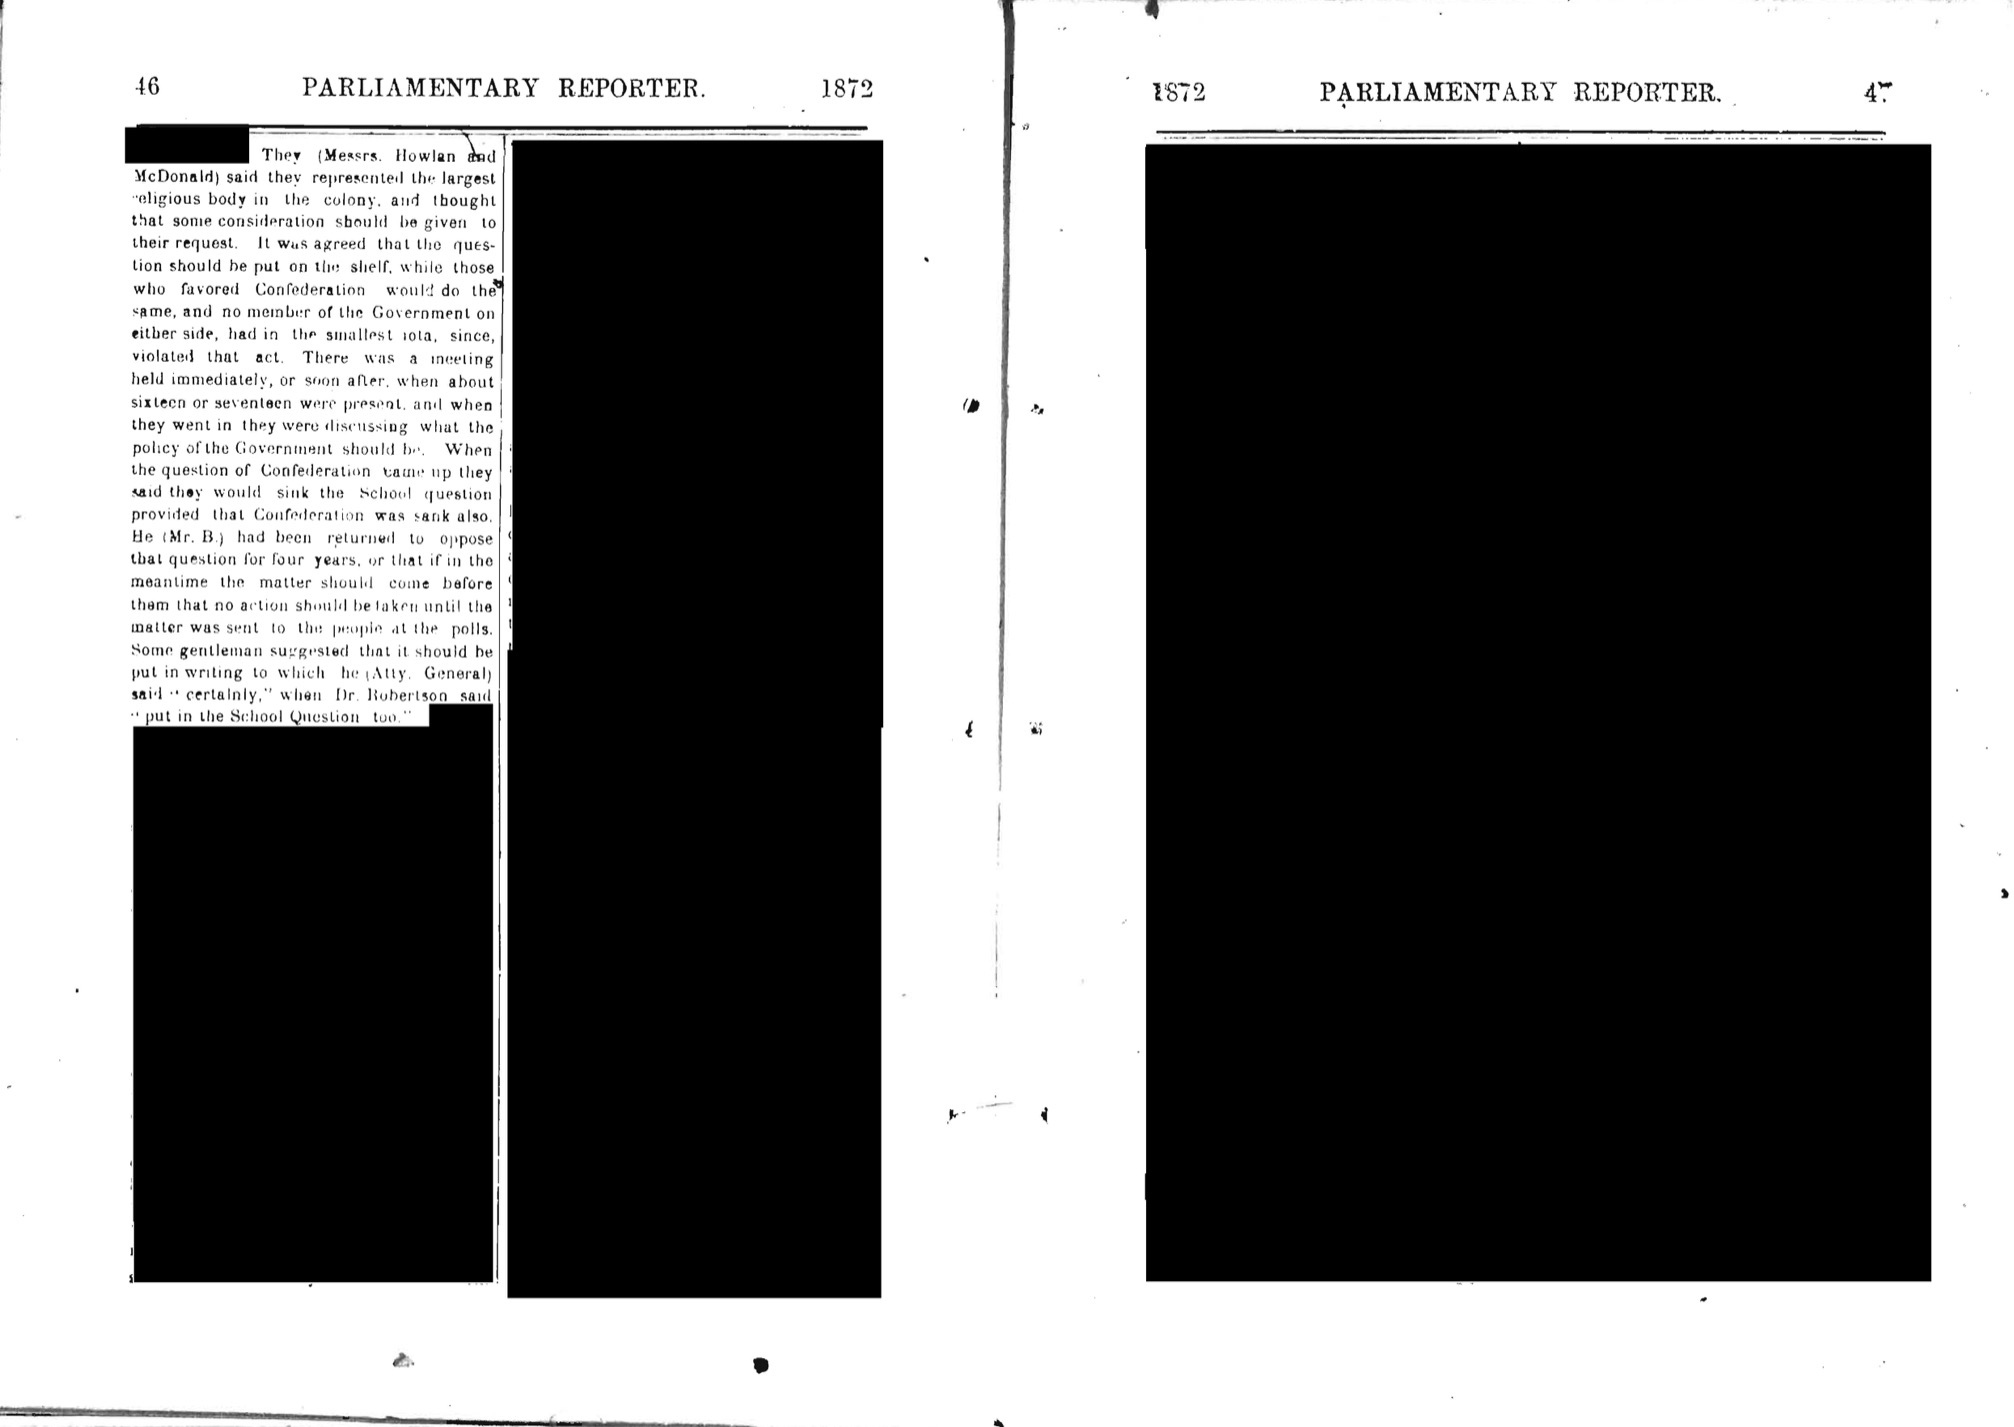 46 PARLIAMENTARY REPORTER. 1872
They (Messrs. Howlan and
McDonald) said they represented the largest
religious body in the colony, and thought
that some consideration should be given to
their request. It was agreed that the ques-
tion should be put on the shelf, while those
who favored Confederation would do the
same, and no member of the Government on
either side, had in the smallest iota, since,
violated that act. There was a meeting
held immediately, or soon after, when about
sixteen or seventeen were present, and when
they went in they were discussing what the
policy of the Government should be. When
the question of Confederation came up they
said they would sink the School question
provided that Confederation was sank also.
He (Mr. B.) had been returned to oppose
that question for four years, or that if in the
meantime the matter should come before
them that no action should be taken until the
matter was sent to the people at the polls.
Some gentleman suggested that it should be
put in writing to which he (Atty. General)
said " certainly," when Dr. Robertson said
" put in the School Question too."
1872 PARLIAMENTARY REPORTER. 47